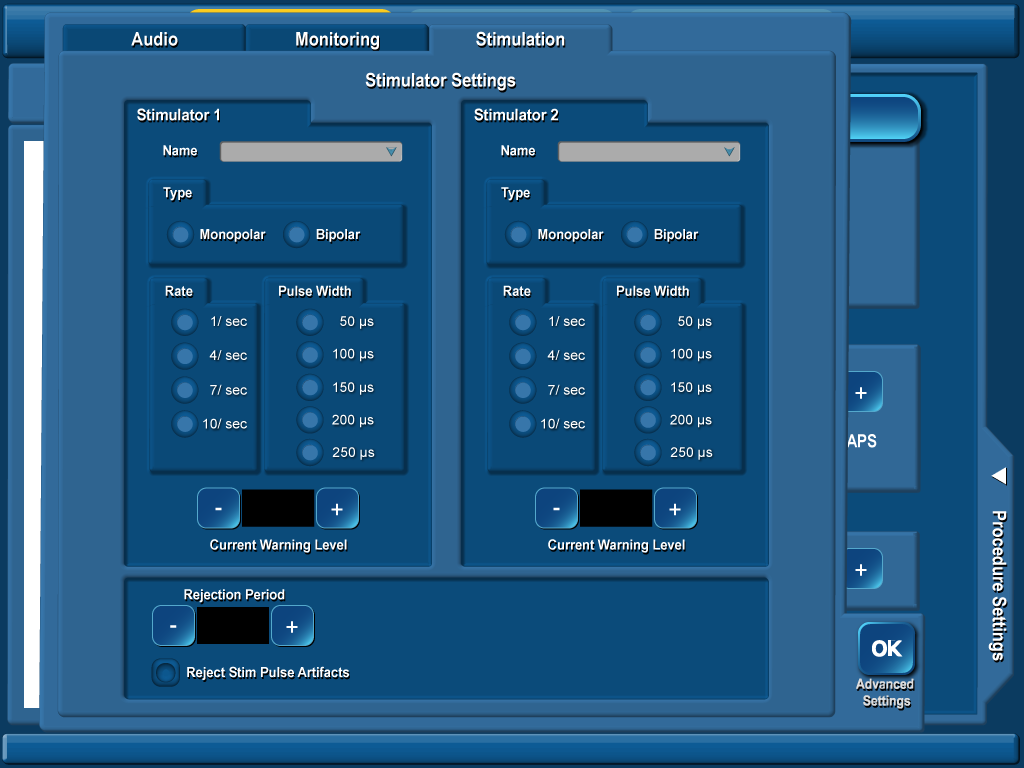 Audio
Monitoring
Stimulation
Stimulator Settings
Stimulator 1
Name
Type
Monopolar
Bipolar
Rate
1/ sec
4/ sec
7/ sec
10/ sec
Pulse Width
50 µs
100 µs
150 µs
200 µs
250 µs
-
+
Current Warning Level
Stimulator 2
Name
Type
Monopolar
Bipolar
Rate
1/ sec
4/ sec
7/ sec
10/ sec
Pulse Width
50 µs
100 µs
150 µs
200 µs
250 µs
-
+
Current Warning Level
Rejection Period
-
+
Reject Stim Pulse Artifacts
+
APS
+
OK
Advanced
Settings
Procedure Settings